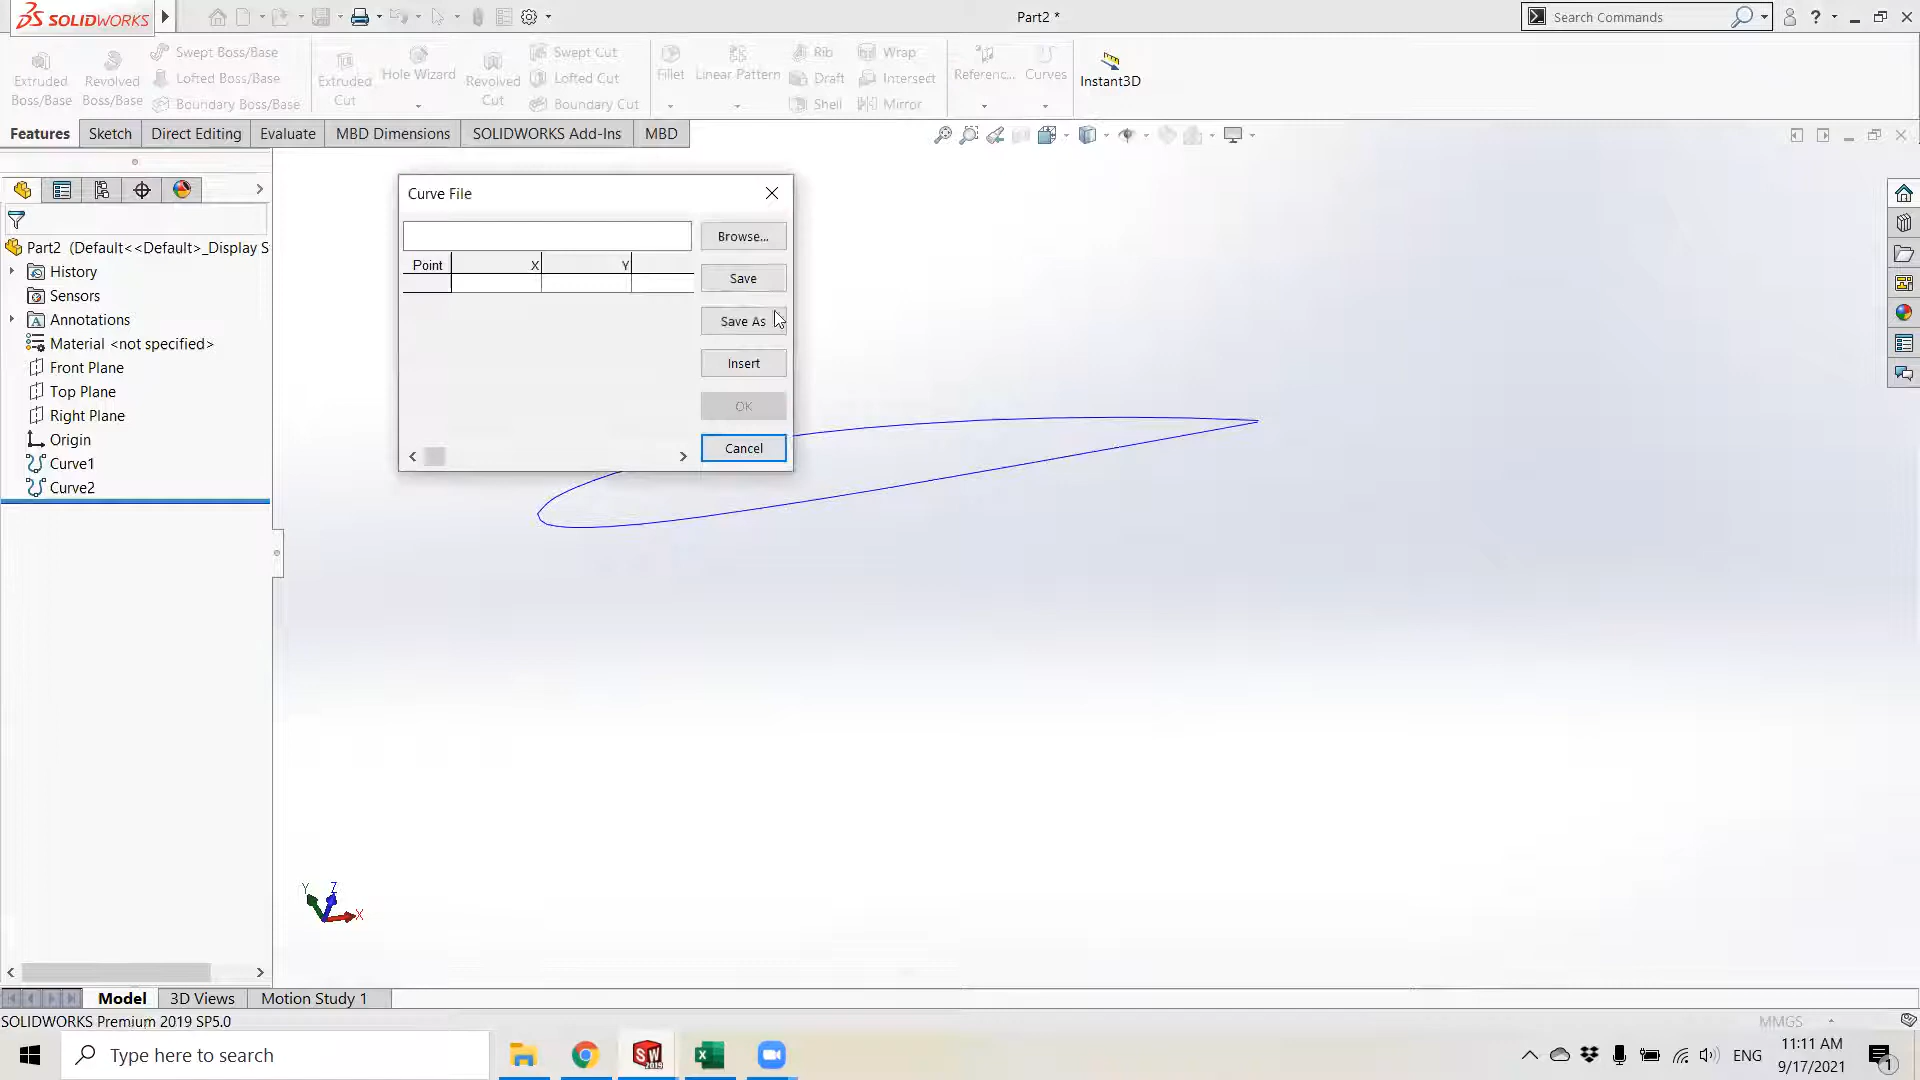 SOLIDWORKS
Part2 *
Search Commands
?
Extruded Boss/Base
Revolved Boss/Base
Swept Boss/Base
Lofted Boss/Base
Boundary Boss/Base
Extruded Cut
Hole Wizard
Revolved Cut
Swept Cut
Lofted Cut
Boundary Cut
Fillet
Linear Pattern
Rib
Draft
Shell
Wrap
Intersect
Mirror
Referenc...
Curves
Instant3D
Features
Sketch
Direct Editing
Evaluate
MBD Dimensions
SOLIDWORKS Add-Ins
MBD
Part2 (Default<<Default>_Display S
History
Sensors
Annotations
Material <not specified>
Front Plane
Top Plane
Right Plane
Origin
Curve1
Curve2
Curve File
Browse...
Point X Y
Save
Save As
Insert
OK
Cancel
Y Z X
Model
3D Views
Motion Study 1
SOLIDWORKS Premium 2019 SP5.0
MMGS
Type here to search
SW
2019
ENG
11:11 AM
9/17/2021
1